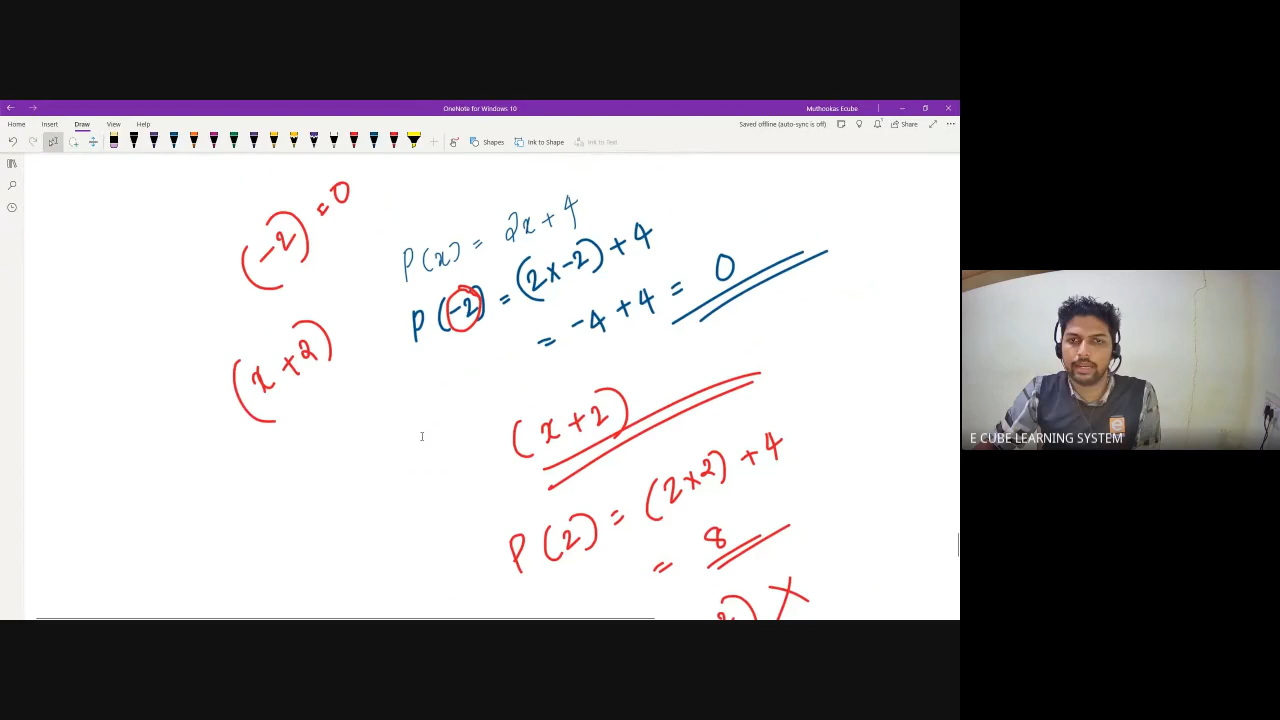 OneNote for Windows 10
Muthookas Ecube
Home Insert Draw View Help
Saved offline (auto-sync is off)
Share
Shapes
Ink to Shape
Ink to Text
(-2) = 0
P(x) = 2x + 4
P(-2) = (2x-2) + 4
= -4 + 4 = 0
(x+2)
(x+2)
P(2) = (2x2) + 4
= 8
2) X
E CUBE LEARNING SYSTEM